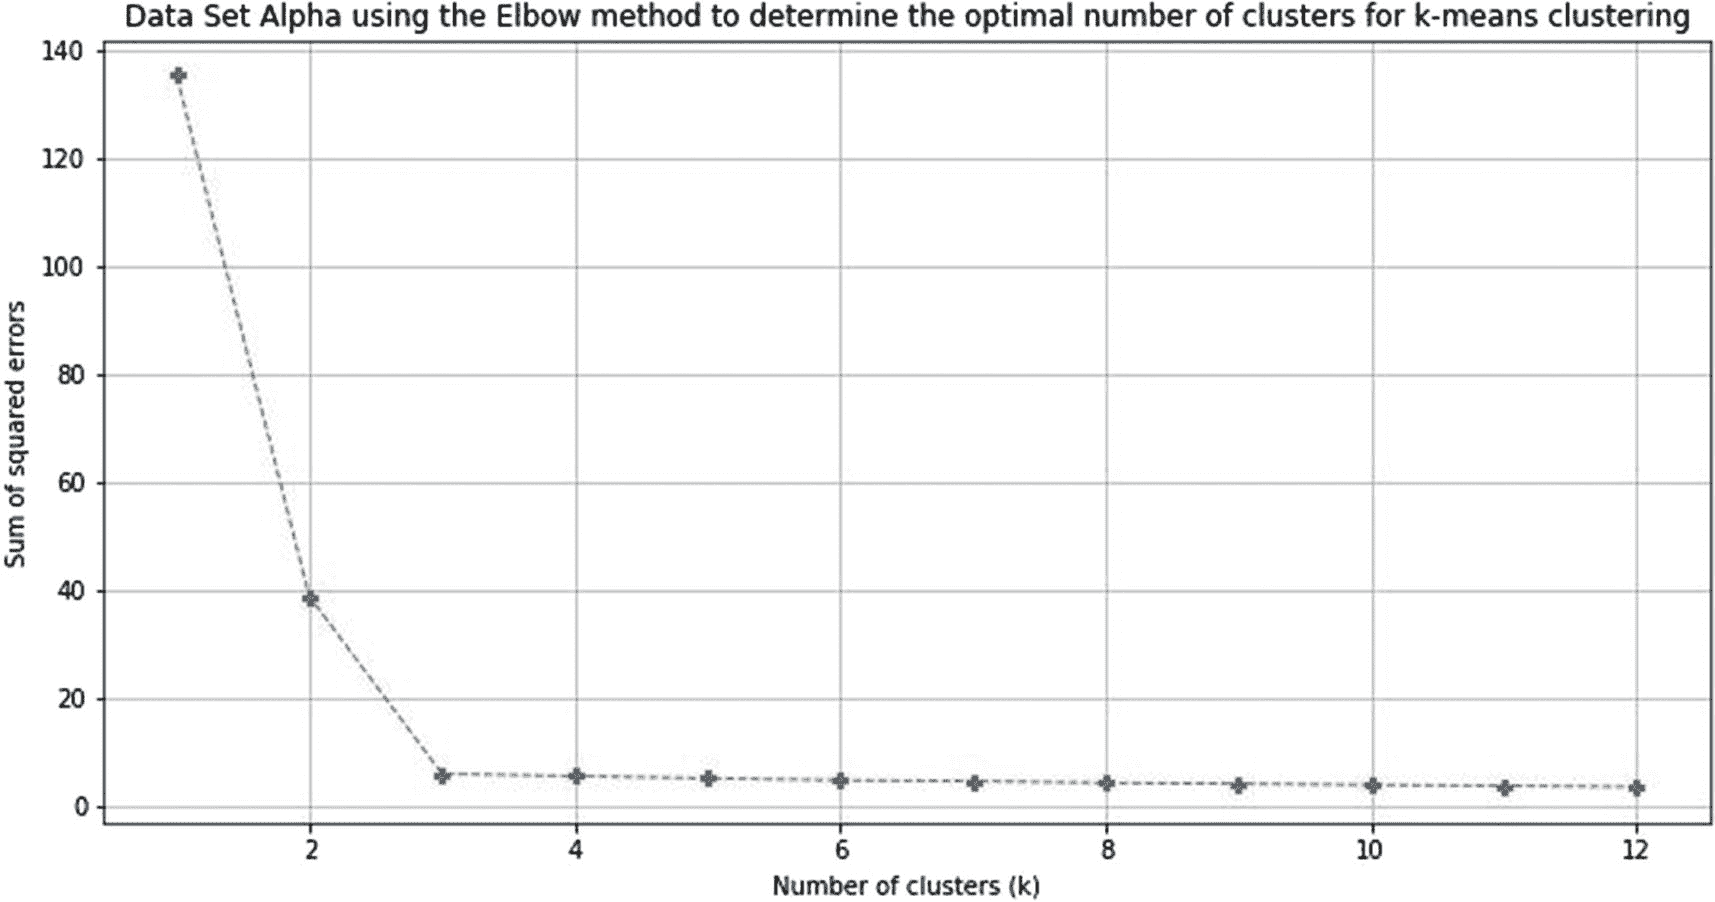 Data Set Alpha using the Elbow method to determine the optimal number of clusters for k-means clustering
140
120
100
80
60
40
20
0
Sum of squared errors
2 4 6 8 10 12
Number of clusters (k)